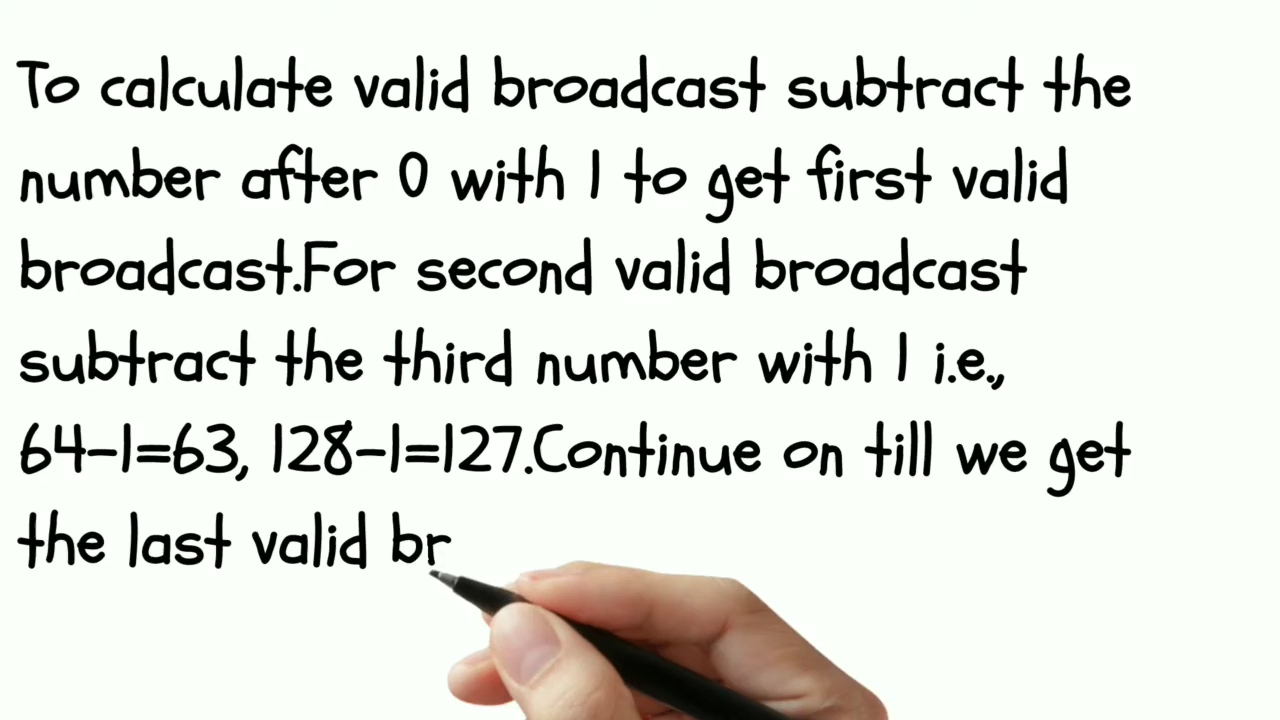 To calculate valid broadcast subtract the
number after 0 with 1 to get first valid
broadcast.For second valid broadcast
subtract the third number with 1 i.e.,
64-1=63, 128-1=127.Continue on till we get
the last valid br